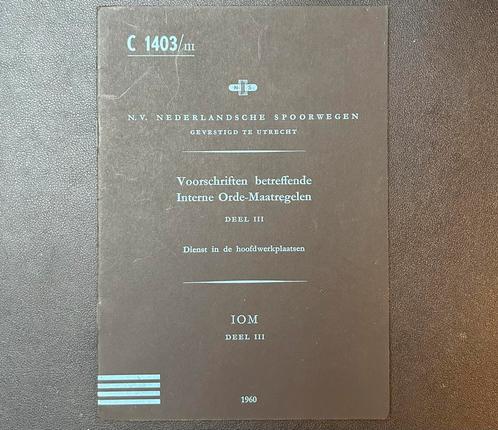 C 1403/III
N S
N.V. NEDERLANDSCHE SPOORWEGEN
GEVESTIGD TE UTRECHT
Voorschriften betreffende
Interne Orde-Maatregelen
DEEL III
Dienst in de hoofdwerkplaatsen
IOM
DEEL III
1960